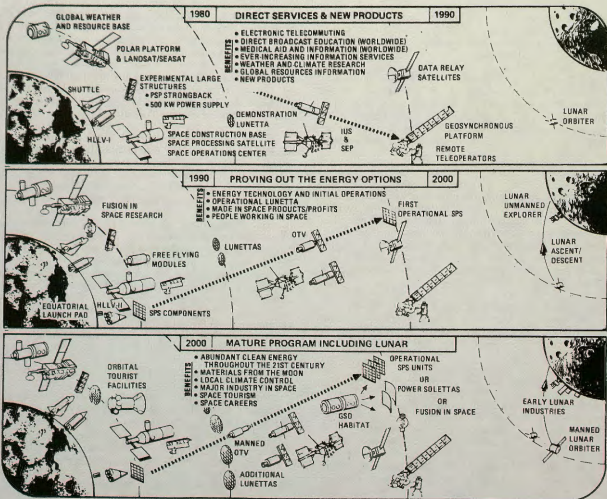 1980
DIRECT SERVICES & NEW PRODUCTS
1990
GLOBAL WEATHER
AND RESOURCE BASE
POLAR PLATFORM
& LANDSAT/SEASAT
EXPERIMENTAL LARGE
STRUCTURES
• PSP STRONGBACK
• 500 KW POWER SUPPLY
SHUTTLE
HLLV-I
BENEFITS
• ELECTRONIC TELECOMMUTING
• DIRECT BROADCAST EDUCATION (WORLDWIDE)
• MEDICAL AID AND INFORMATION (WORLDWIDE)
• EVER-INCREASING INFORMATION SERVICES
• WEATHER AND CLIMATE RESEARCH
• GLOBAL RESOURCES INFORMATION
• NEW PRODUCTS
DEMONSTRATION
LUNETTA
SPACE CONSTRUCTION BASE
SPACE PROCESSING SATELLITE
SPACE OPERATIONS CENTER
IUS
&
SEP
DATA RELAY
SATELLITES
GEOSYNCHRONOUS
PLATFORM
REMOTE
TELEOPERATORS
LUNAR
ORBITER
1990
PROVING OUT THE ENERGY OPTIONS
2000
FUSION IN
SPACE RESEARCH
BENEFITS
• ENERGY TECHNOLOGY AND INITIAL OPERATIONS
• OPERATIONAL LUNETTA
• MADE IN SPACE PRODUCTS/PROFITS
• PEOPLE WORKING IN SPACE
FREE FLYING
MODULES
LUNETTAS
OTV
FIRST
OPERATIONAL SPS
LUNAR
UNMANNED
EXPLORER
LUNAR
ASCENT/
DESCENT
EQUATORIAL
LAUNCH PAD
HLLV-II
SPS COMPONENTS
2000
MATURE PROGRAM INCLUDING LUNAR
ORBITAL
TOURIST
FACILITIES
BENEFITS
• ABUNDANT CLEAN ENERGY
THROUGHOUT THE 21ST CENTURY
• MATERIALS FROM THE MOON
• LOCAL CLIMATE CONTROL
• MAJOR INDUSTRY IN SPACE
• SPACE TOURISM
• SPACE CAREERS
MANNED
OTV
ADDITIONAL
LUNETTAS
GSO
HABITAT
OPERATIONAL
SPS UNITS
OR
POWER SOLETTAS
OR
FUSION IN SPACE
EARLY LUNAR
INDUSTRIES
MANNED
LUNAR
ORBITER